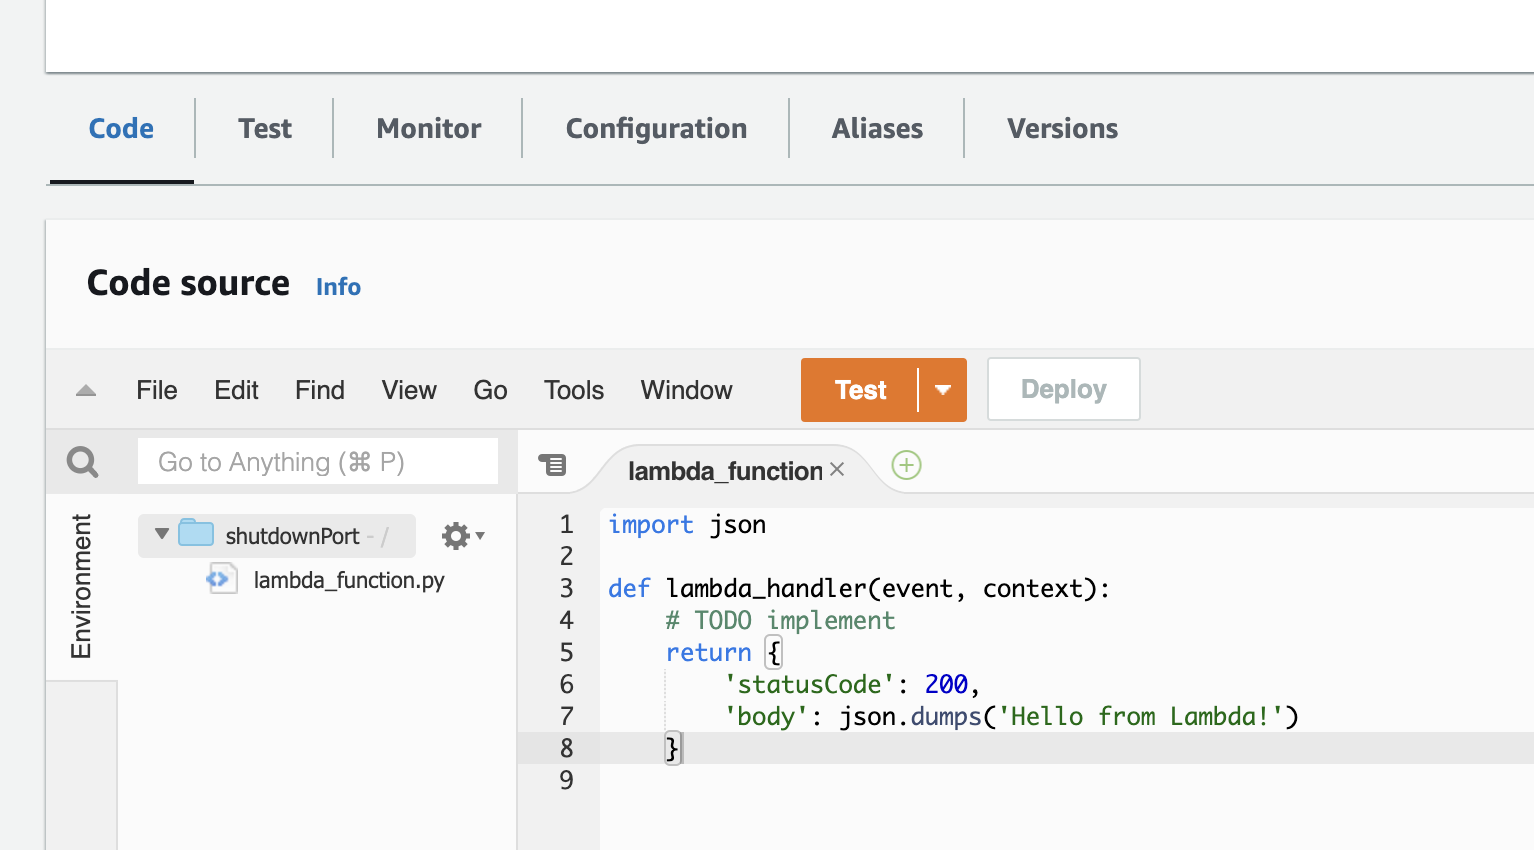 Code Test Monitor Configuration Aliases Versions
Code source Info
File Edit Find View Go Tools Window Test Deploy
Go to Anything (⌘ P)
lambda_function
Environment
shutdownPort - /
lambda_function.py
1 import json
2
3 def lambda_handler(event, context):
4     # TODO implement
5     return {
6         'statusCode': 200,
7         'body': json.dumps('Hello from Lambda!')
8     }
9